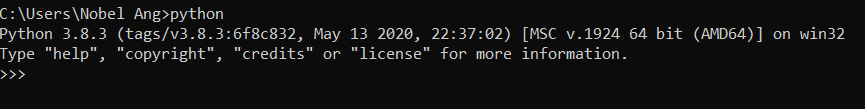 C:\Users\Nobel Ang>python
Python 3.8.3 (tags/v3.8.3:6f8c832, May 13 2020, 22:37:02) [MSC v.1924 64 bit (AMD64)] on win32
Type "help", "copyright", "credits" or "license" for more information.
>>>